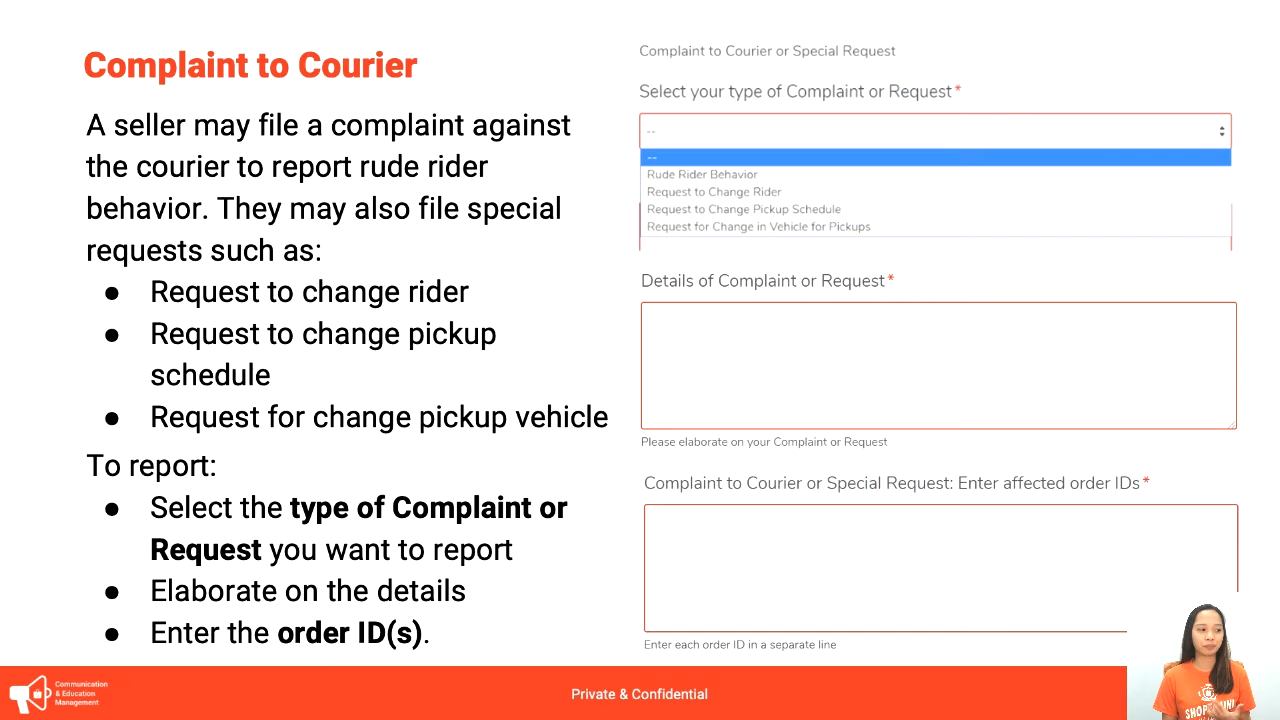 Complaint to Courier
A seller may file a complaint against
the courier to report rude rider
behavior. They may also file special
requests such as:
● Request to change rider
● Request to change pickup
schedule
● Request for change pickup vehicle
To report:
● Select the type of Complaint or
Request you want to report
● Elaborate on the details
● Enter the order ID(s).
Complaint to Courier or Special Request
Select your type of Complaint or Request *
--
--
Rude Rider Behavior
Request to Change Rider
Request to Change Pickup Schedule
Request for Change in Vehicle for Pickups
Details of Complaint or Request *
Please elaborate on your Complaint or Request
Complaint to Courier or Special Request: Enter affected order IDs *
Enter each order ID in a separate line
Communication
& Education
Management
Private & Confidential